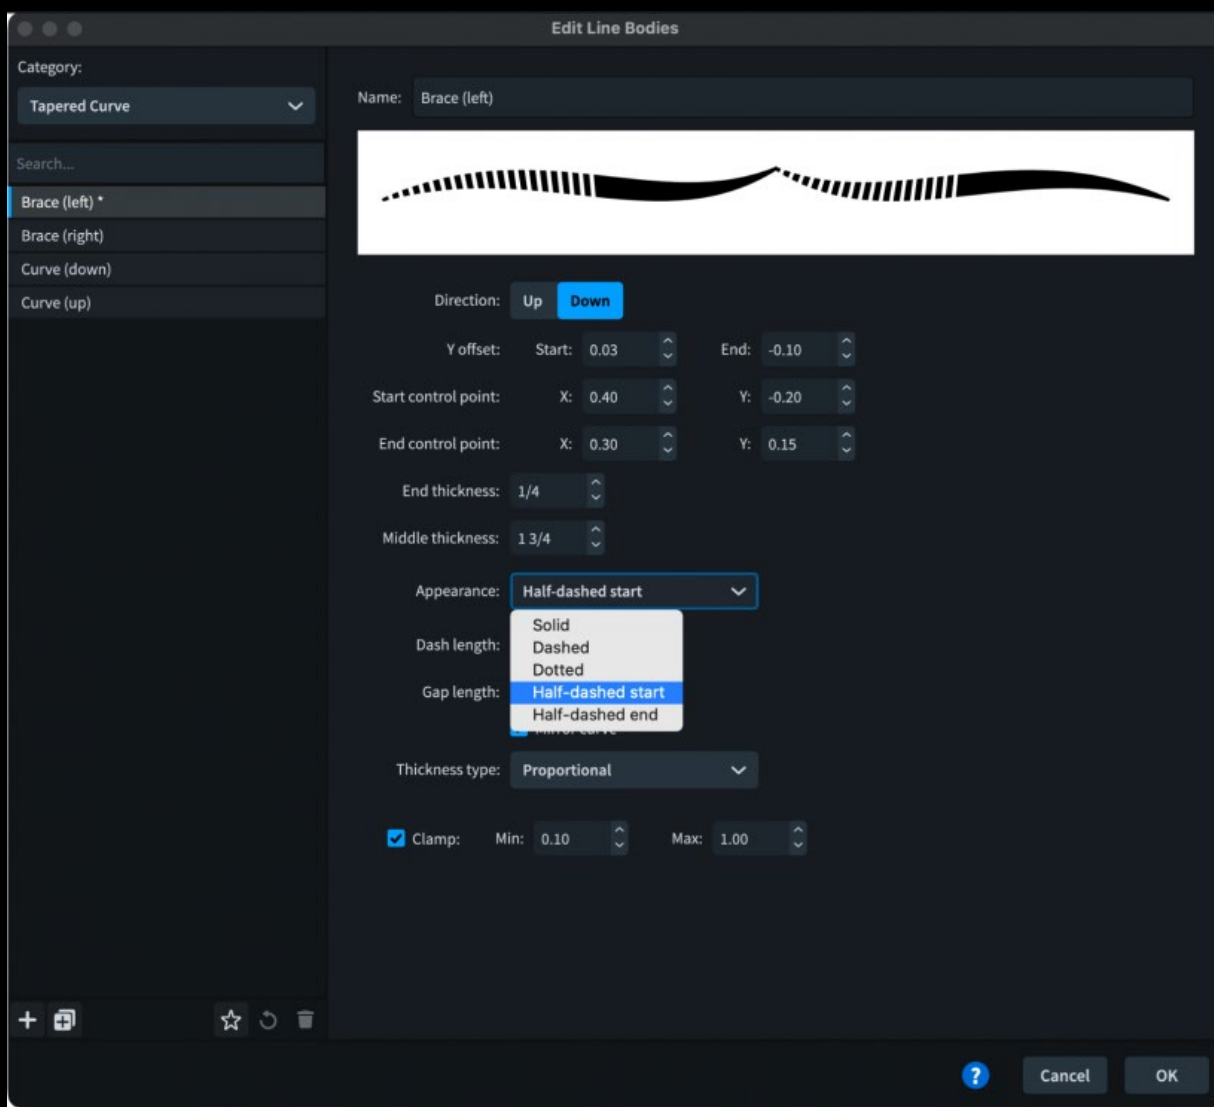 Edit Line Bodies
Category:
Tapered Curve
Search...
Brace (left) *
Brace (right)
Curve (down)
Curve (up)
Name: Brace (left)
Direction: Up Down
Y offset: Start: 0.03 End: -0.10
Start control point: X: 0.40 Y: -0.20
End control point: X: 0.30 Y: 0.15
End thickness: 1/4
Middle thickness: 1 3/4
Appearance: Half-dashed start
Solid
Dashed
Dotted
Half-dashed start
Half-dashed end
Dash length:
Gap length:
Mirror curve
Thickness type: Proportional
Clamp: Min: 0.10 Max: 1.00
? Cancel OK